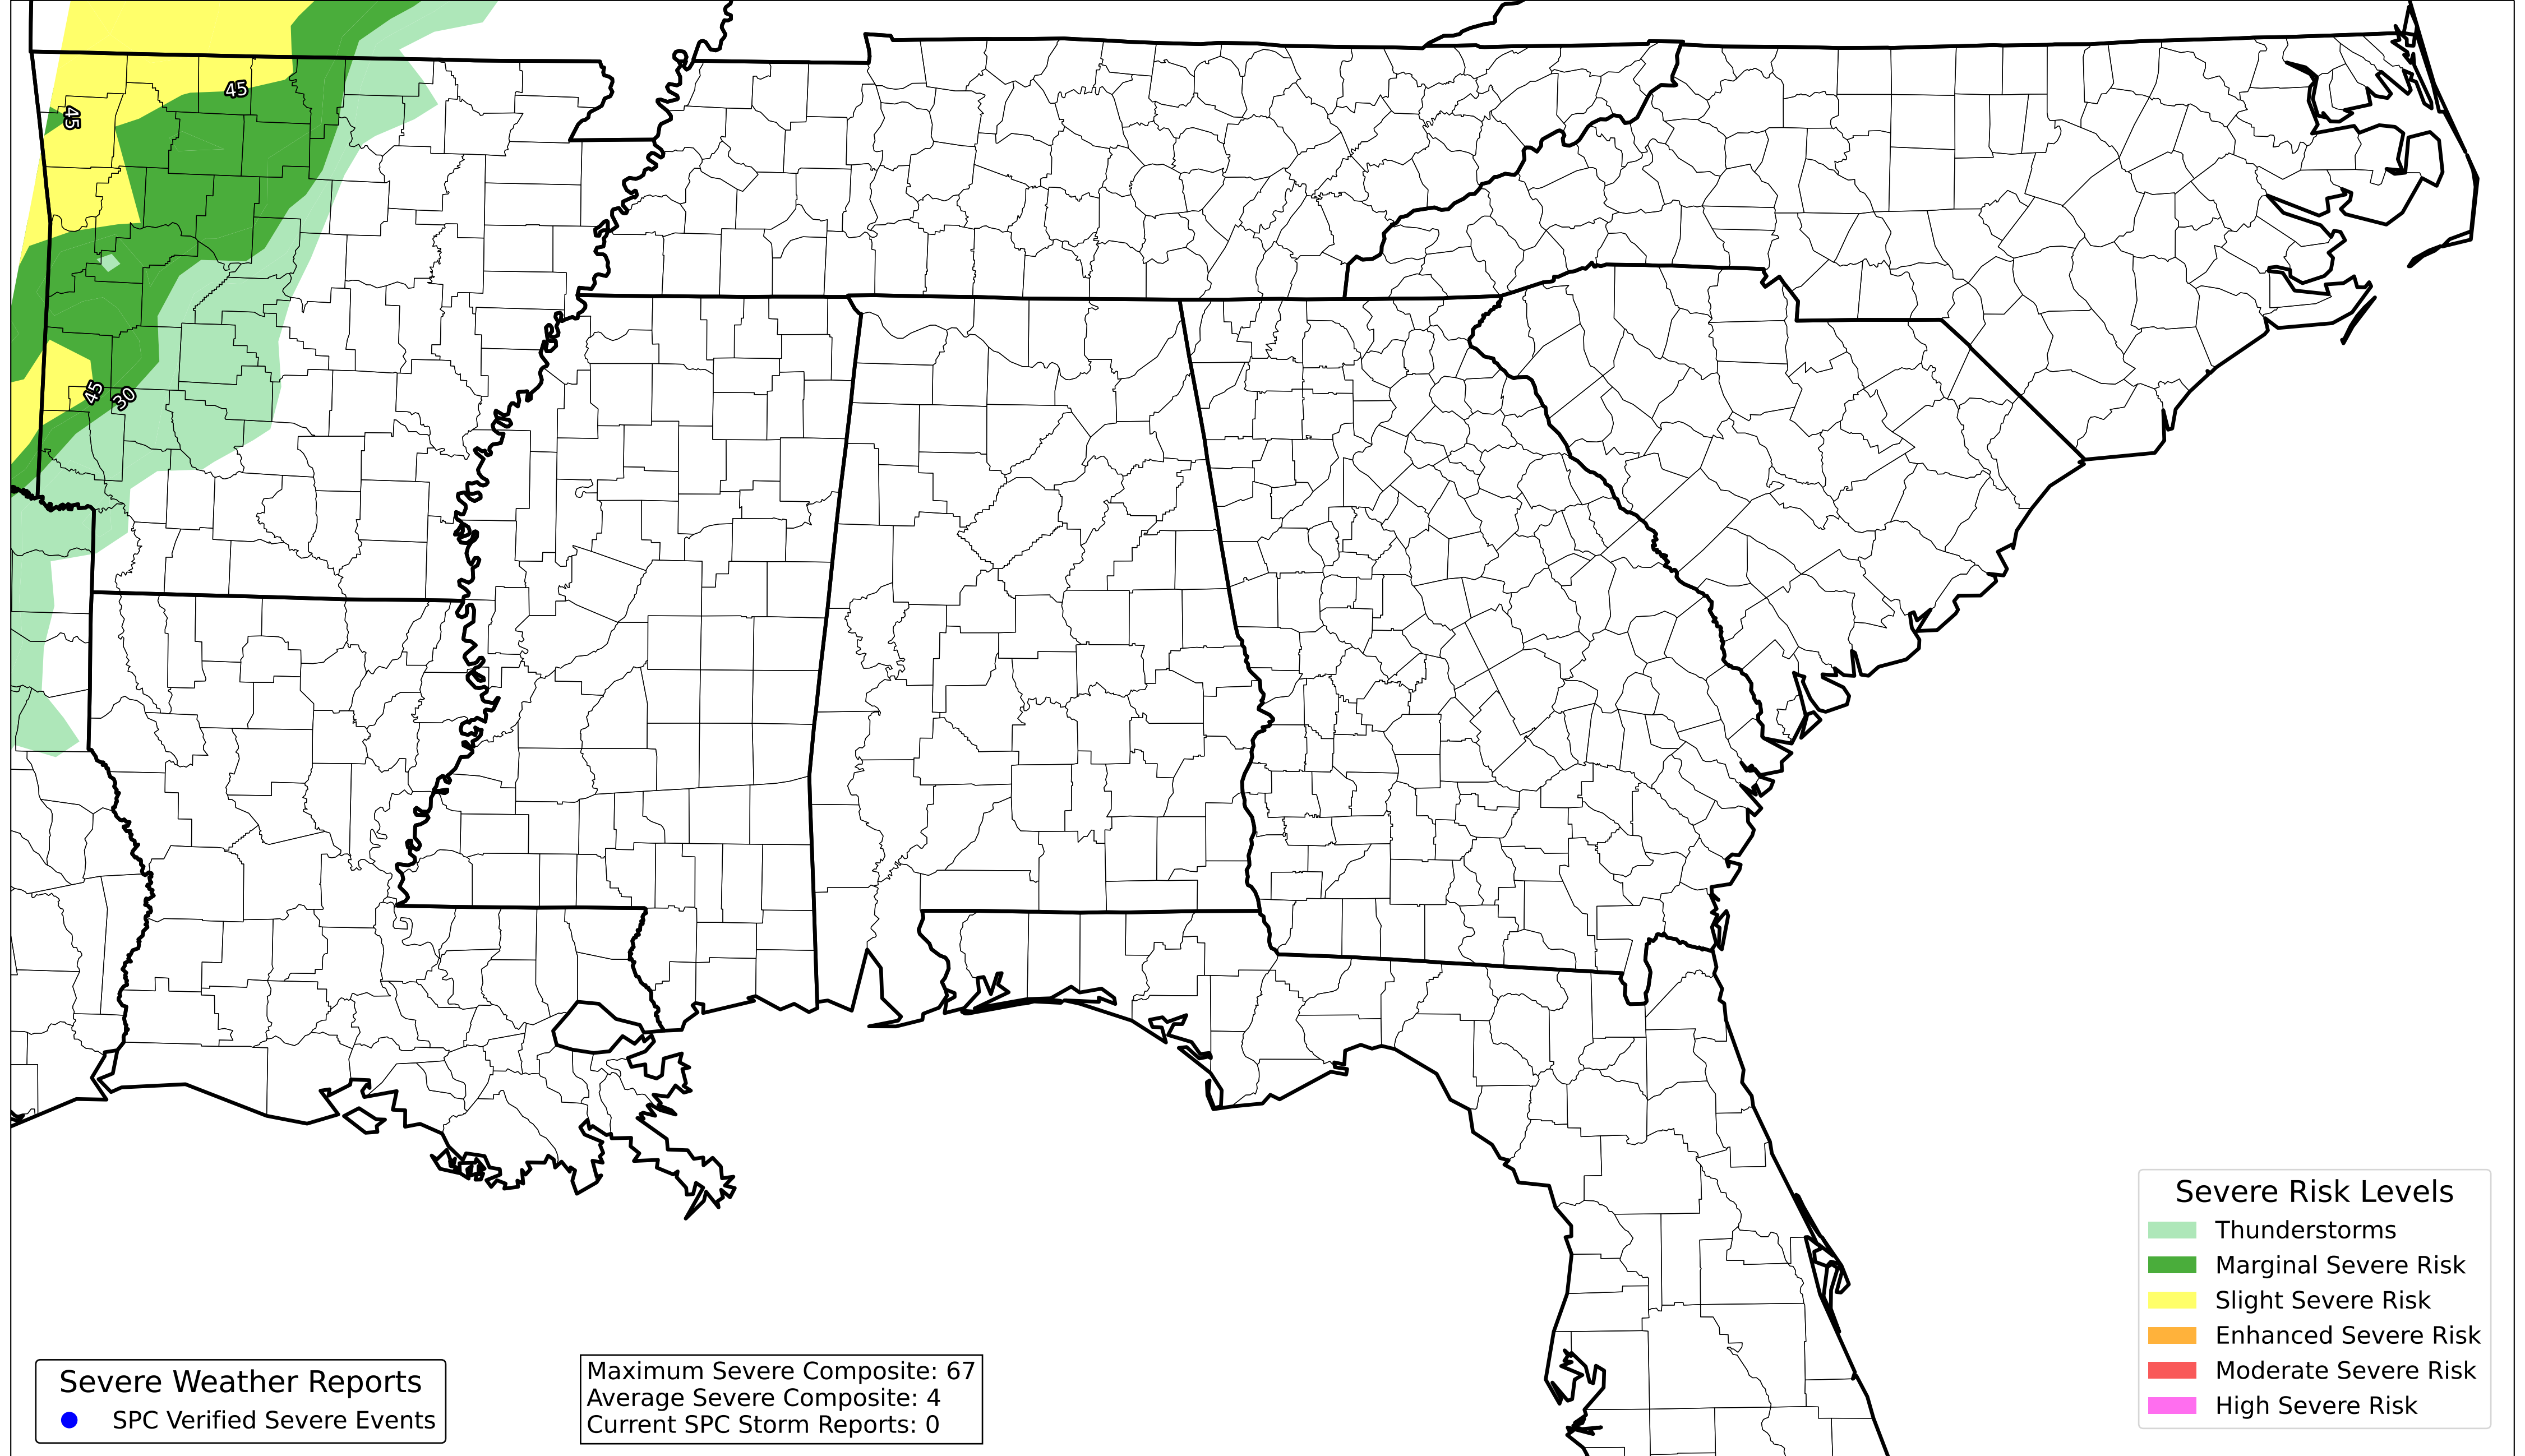 45
45
45
30
Severe Weather Reports
SPC Verified Severe Events
Maximum Severe Composite: 67
Average Severe Composite: 4
Current SPC Storm Reports: 0
Severe Risk Levels
Thunderstorms
Marginal Severe Risk
Slight Severe Risk
Enhanced Severe Risk
Moderate Severe Risk
High Severe Risk